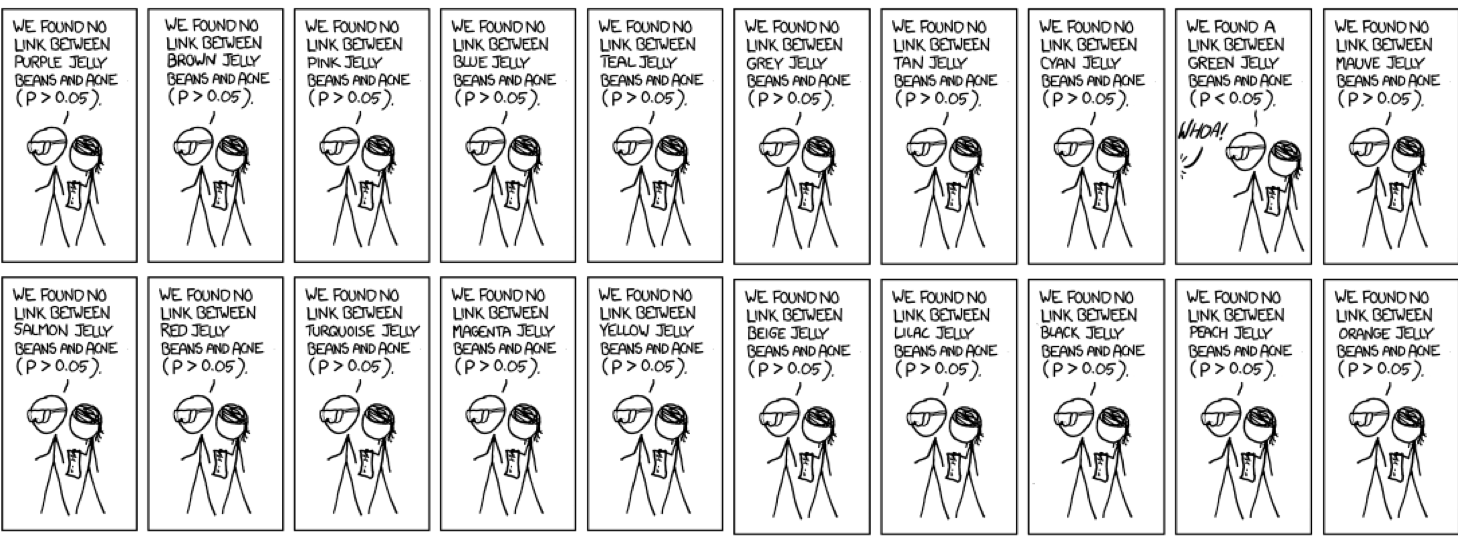 WE FOUND NO
LINK BETWEEN
PURPLE JELLY
BEANS AND ACNE
(P > 0.05).
WE FOUND NO
LINK BETWEEN
BROWN JELLY
BEANS AND ACNE
(P > 0.05).
WE FOUND NO
LINK BETWEEN
PINK JELLY
BEANS AND ACNE
(P > 0.05).
WE FOUND NO
LINK BETWEEN
BLUE JELLY
BEANS AND ACNE
(P > 0.05).
WE FOUND NO
LINK BETWEEN
TEAL JELLY
BEANS AND ACNE
(P > 0.05).
WE FOUND NO
LINK BETWEEN
GREY JELLY
BEANS AND ACNE
(P > 0.05).
WE FOUND NO
LINK BETWEEN
TAN JELLY
BEANS AND ACNE
(P > 0.05).
WE FOUND NO
LINK BETWEEN
CYAN JELLY
BEANS AND ACNE
(P > 0.05).
WE FOUND A
LINK BETWEEN
GREEN JELLY
BEANS AND ACNE
(P < 0.05).
WHOA!
WE FOUND NO
LINK BETWEEN
MAUVE JELLY
BEANS AND ACNE
(P > 0.05).
WE FOUND NO
LINK BETWEEN
SALMON JELLY
BEANS AND ACNE
(P > 0.05).
WE FOUND NO
LINK BETWEEN
RED JELLY
BEANS AND ACNE
(P > 0.05).
WE FOUND NO
LINK BETWEEN
TURQUOISE JELLY
BEANS AND ACNE
(P > 0.05).
WE FOUND NO
LINK BETWEEN
MAGENTA JELLY
BEANS AND ACNE
(P > 0.05).
WE FOUND NO
LINK BETWEEN
YELLOW JELLY
BEANS AND ACNE
(P > 0.05).
WE FOUND NO
LINK BETWEEN
BEIGE JELLY
BEANS AND ACNE
(P > 0.05).
WE FOUND NO
LINK BETWEEN
LILAC JELLY
BEANS AND ACNE
(P > 0.05).
WE FOUND NO
LINK BETWEEN
BLACK JELLY
BEANS AND ACNE
(P > 0.05).
WE FOUND NO
LINK BETWEEN
PEACH JELLY
BEANS AND ACNE
(P > 0.05).
WE FOUND NO
LINK BETWEEN
ORANGE JELLY
BEANS AND ACNE
(P > 0.05).